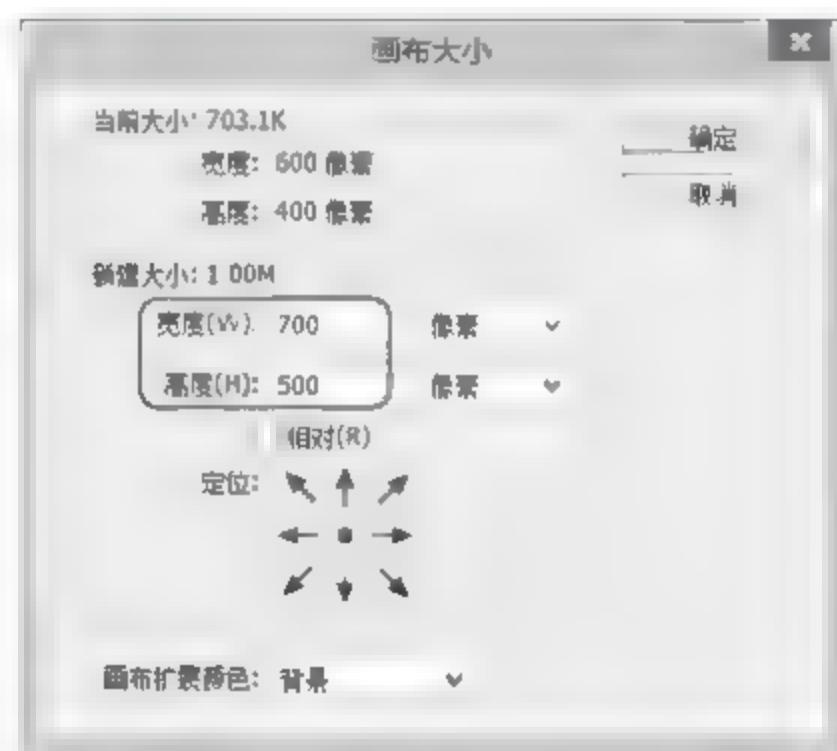 画布大小
当前大小: 703.1K
确定
宽度: 600 像素
取消
高度: 400 像素
新建大小: 1.00M
宽度(W): 700 像素
高度(H): 500 像素
相对(R)
定位:
画布扩展颜色: 背景